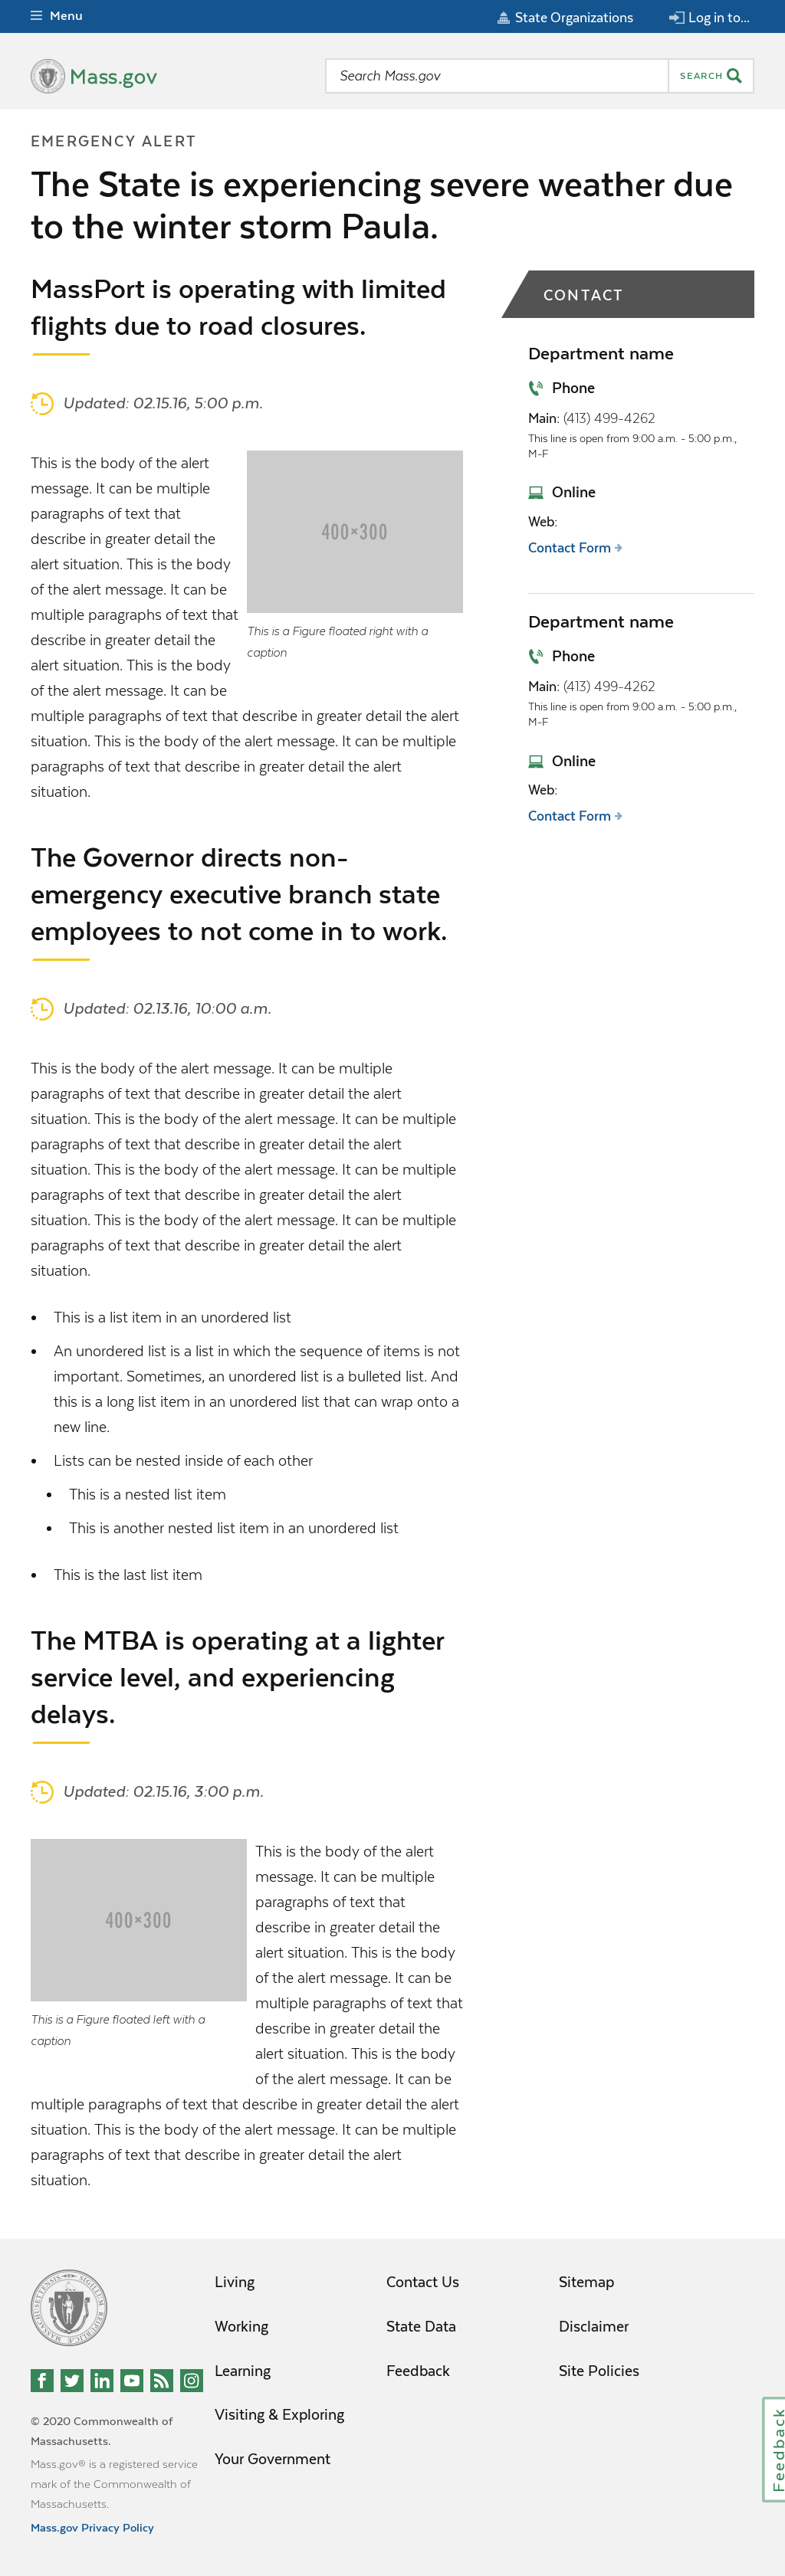 Menu
State Organizations
Log in to...
Mass.gov
Search Mass.gov
SEARCH
EMERGENCY ALERT
The State is experiencing severe weather due
to the winter storm Paula.
MassPort is operating with limited
flights due to road closures.
Updated: 02.15.16, 5:00 p.m.
This is the body of the alert
message. It can be multiple
paragraphs of text that
describe in greater detail the
alert situation. This is the body
of the alert message. It can be
multiple paragraphs of text that
describe in greater detail the
alert situation. This is the body
of the alert message. It can be
multiple paragraphs of text that describe in greater detail the alert
situation. This is the body of the alert message. It can be multiple
paragraphs of text that describe in greater detail the alert
situation.
400×300
This is a Figure floated right with a
caption
The Governor directs non-
emergency executive branch state
employees to not come in to work.
Updated: 02.13.16, 10:00 a.m.
This is the body of the alert message. It can be multiple
paragraphs of text that describe in greater detail the alert
situation. This is the body of the alert message. It can be multiple
paragraphs of text that describe in greater detail the alert
situation. This is the body of the alert message. It can be multiple
paragraphs of text that describe in greater detail the alert
situation. This is the body of the alert message. It can be multiple
paragraphs of text that describe in greater detail the alert
situation.
• This is a list item in an unordered list
• An unordered list is a list in which the sequence of items is not
important. Sometimes, an unordered list is a bulleted list. And
this is a long list item in an unordered list that can wrap onto a
new line.
• Lists can be nested inside of each other
• This is a nested list item
• This is another nested list item in an unordered list
• This is the last list item
The MTBA is operating at a lighter
service level, and experiencing
delays.
Updated: 02.15.16, 3:00 p.m.
400×300
This is a Figure floated left with a
caption
This is the body of the alert
message. It can be multiple
paragraphs of text that
describe in greater detail the
alert situation. This is the body
of the alert message. It can be
multiple paragraphs of text that
describe in greater detail the
alert situation. This is the body
of the alert message. It can be
multiple paragraphs of text that describe in greater detail the alert
situation. This is the body of the alert message. It can be multiple
paragraphs of text that describe in greater detail the alert
situation.
CONTACT
Department name
Phone
Main: (413) 499-4262
This line is open from 9:00 a.m. - 5:00 p.m.,
M-F
Online
Web:
Contact Form
Department name
Phone
Main: (413) 499-4262
This line is open from 9:00 a.m. - 5:00 p.m.,
M-F
Online
Web:
Contact Form
Living
Working
Learning
Visiting & Exploring
Your Government
Contact Us
State Data
Feedback
Sitemap
Disclaimer
Site Policies
© 2020 Commonwealth of
Massachusetts.
Mass.gov® is a registered service
mark of the Commonwealth of
Massachusetts.
Mass.gov Privacy Policy
Feedback